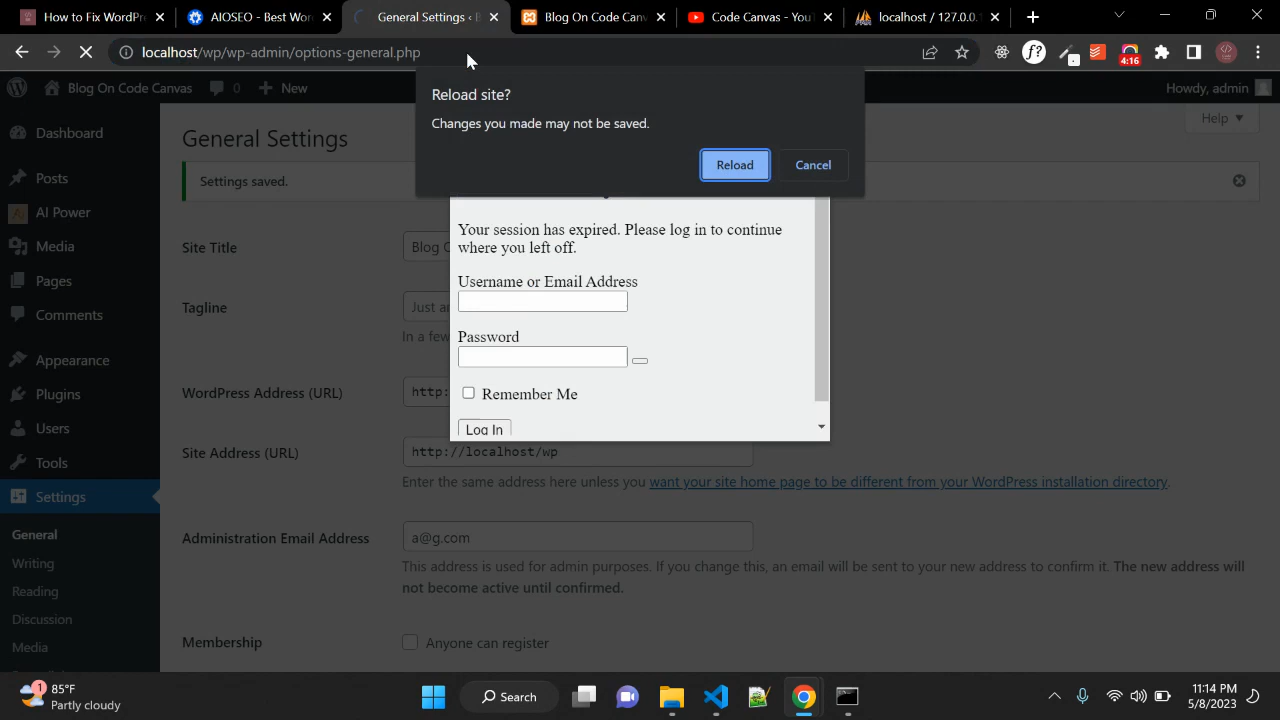 How to Fix WordPr
AIOSEO - Best Wor
General Settings ‹ B
Blog On Code Canv
Code Canvas - You
localhost / 127.0.0.
localhost/wp/wp-admin/options-general.php
4:16
Blog On Code Canvas
0
New
Howdy, admin
Reload site?
Changes you made may not be saved.
Reload
Cancel
Help
Dashboard
Posts
AI Power
Media
Pages
Comments
Appearance
Plugins
Users
Tools
Settings
General
Writing
Reading
Discussion
Media
General Settings
Settings saved.
Site Title
Blog O
Tagline
Just an
In a few
WordPress Address (URL)
http:
Your session has expired. Please log in to continue
where you left off.
Username or Email Address
Password
Remember Me
Log In
Site Address (URL)
http://localhost/wp
Enter the same address here unless you want your site home page to be different from your WordPress installation directory.
Administration Email Address
a@g.com
This address is used for admin purposes. If you change this, an email will be sent to your new address to confirm it. The new address will
not become active until confirmed.
Membership
Anyone can register
1
85°F
Partly cloudy
Search
11:14 PM
5/8/2023